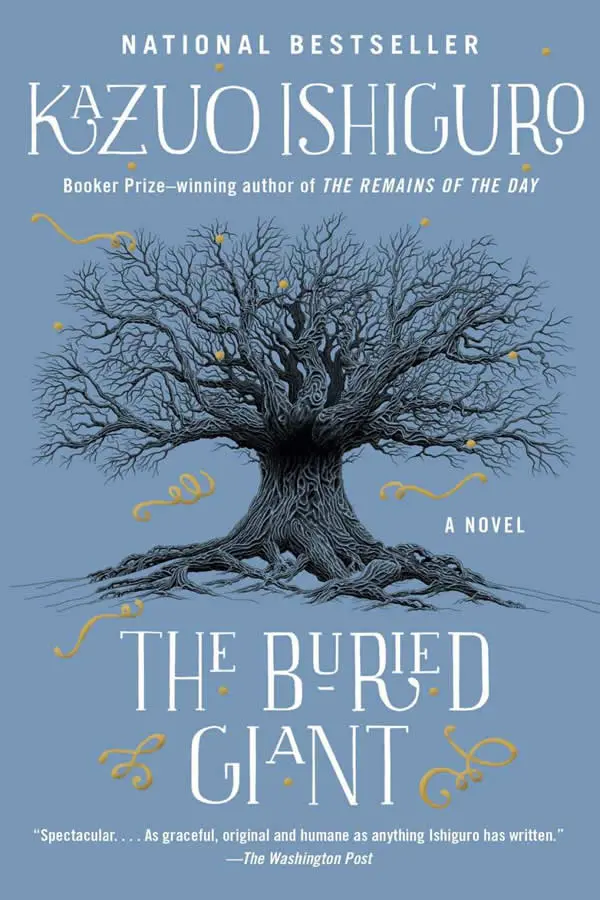 NATIONAL BESTSELLER
KAZUO ISHIGURO
Booker Prize–winning author of THE REMAINS OF THE DAY
A NOVEL
THE BURIED
GIANT
“Spectacular. . . . As graceful, original and humane as anything Ishiguro has written.”
—The Washington Post